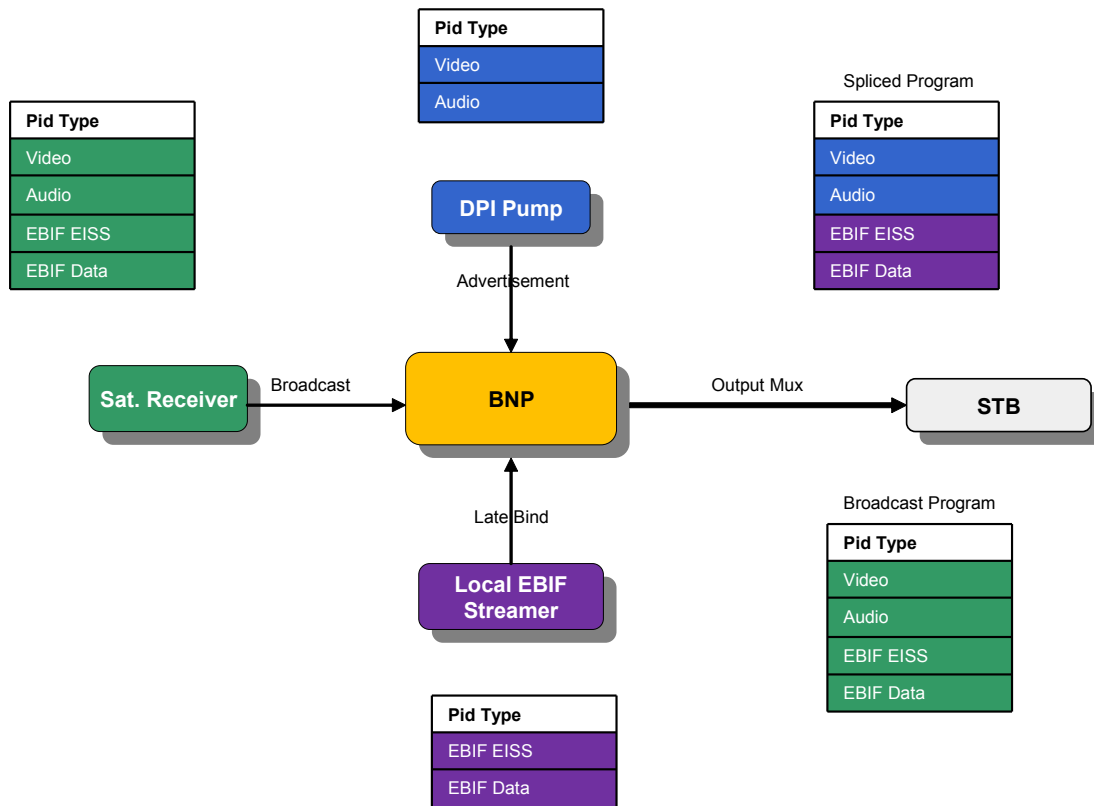 Pid Type
Video
Audio
Spliced Program
Pid Type
Video
Audio
EBIF EISS
EBIF Data
Pid Type
Video
Audio
EBIF EISS
EBIF Data
DPI Pump
Advertisement
Sat. Receiver
Broadcast
BNP
Output Mux
STB
Late Bind
Local EBIF
Streamer
Broadcast Program
Pid Type
Video
Audio
EBIF EISS
EBIF Data
Pid Type
EBIF EISS
EBIF Data